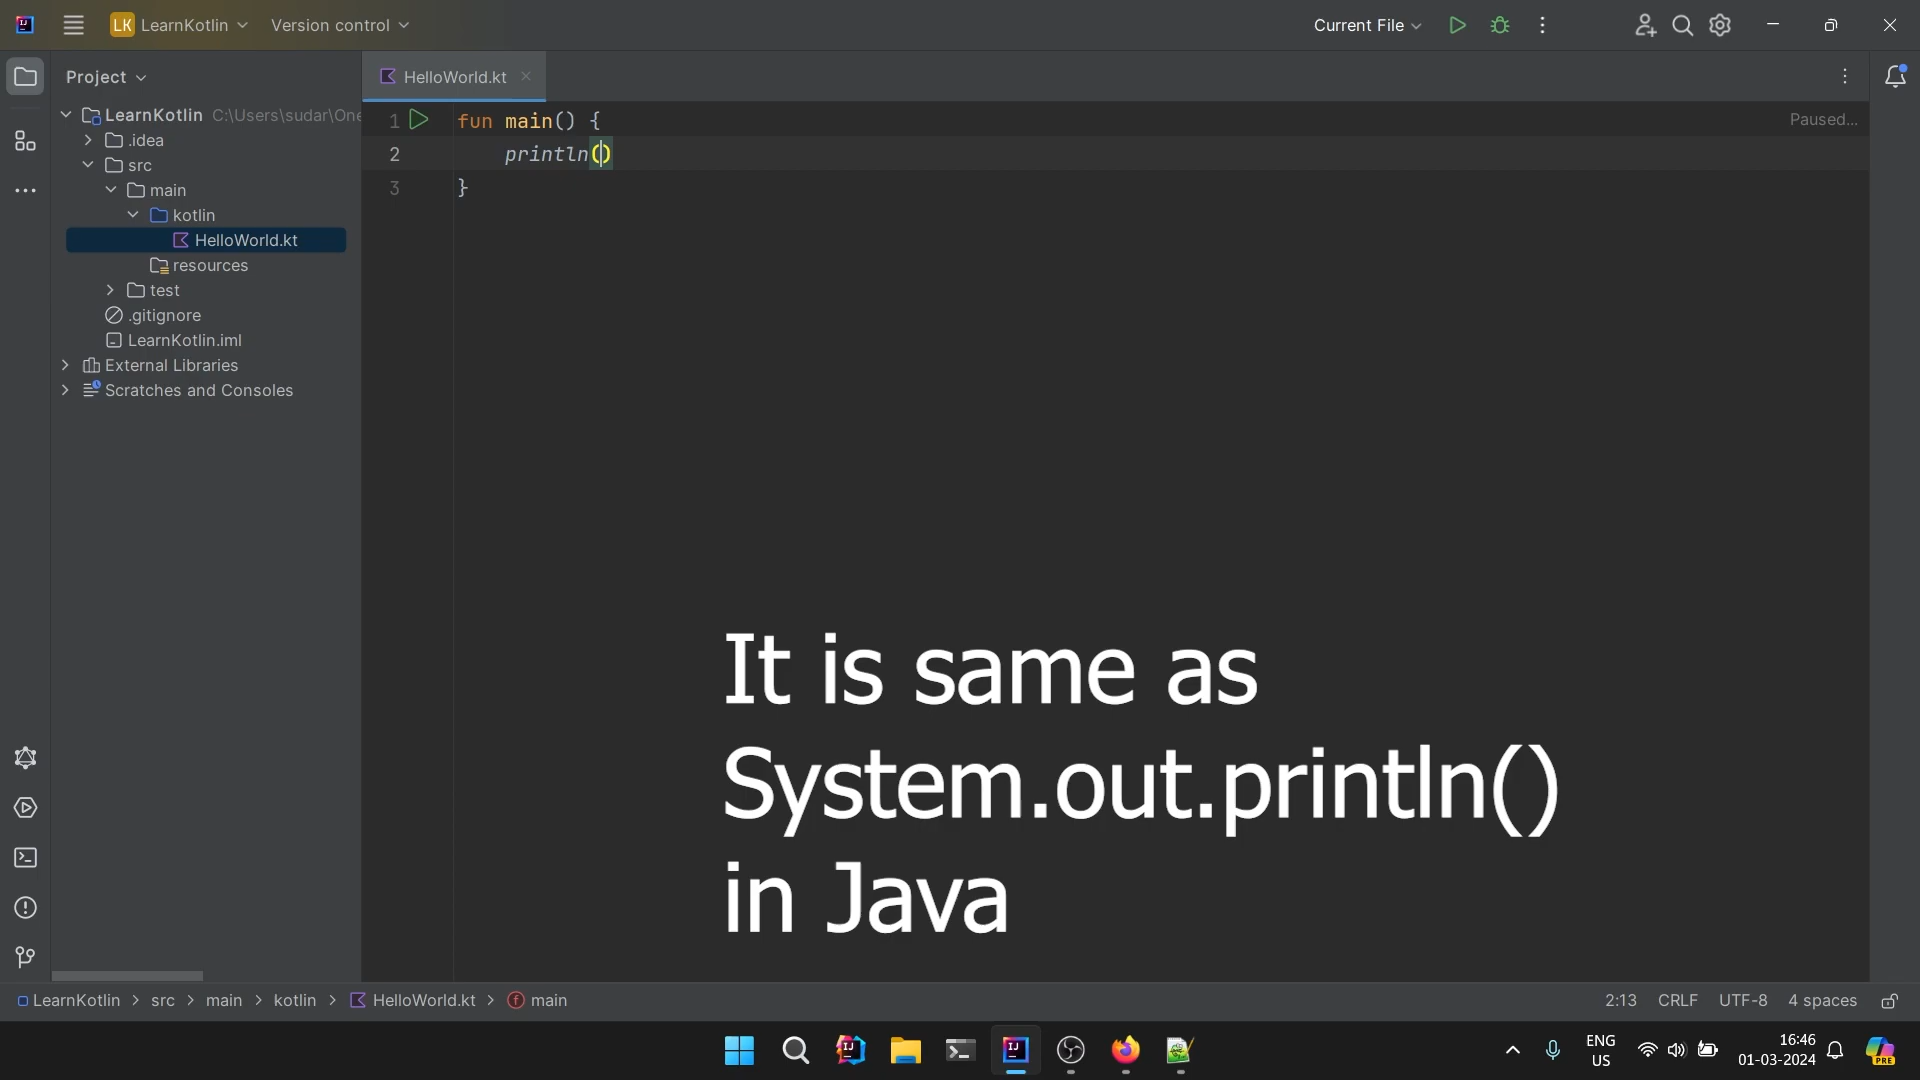 LK LearnKotlin Version control Current File
Project
HelloWorld.kt
LearnKotlin C:\Users\sudar\One
.idea
src
main
kotlin
HelloWorld.kt
resources
test
.gitignore
LearnKotlin.iml
External Libraries
Scratches and Consoles
1 fun main() {
Paused...
2 println()
3 }
It is same as
System.out.println()
in Java
LearnKotlin > src > main > kotlin > HelloWorld.kt > main
2:13 CRLF UTF-8 4 spaces
ENG
US
16:46
01-03-2024
PRE